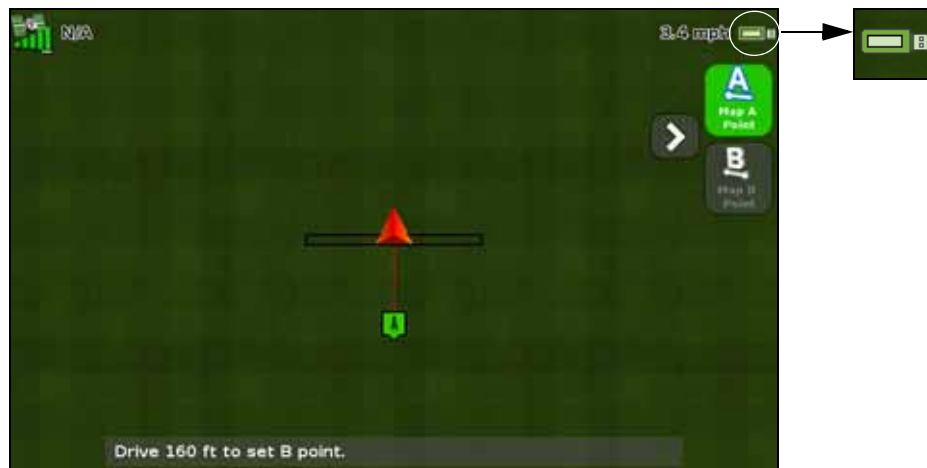 N/A
3.4 mph
A
Map A
Point
B
Map B
Point
Drive 160 ft to set B point.